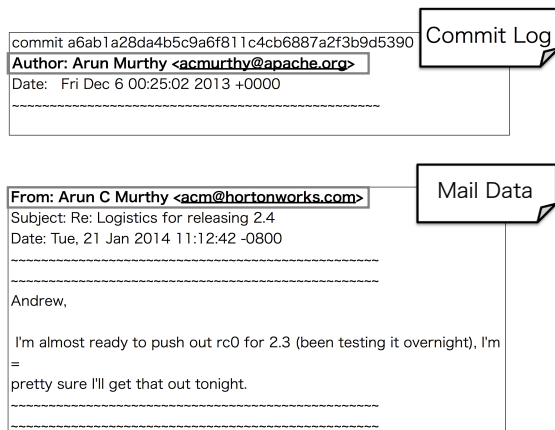 Commit Log
commit a6ab1a28da4b5c9a6f811c4cb6887a2f3b9d5390
Author: Arun Murthy <acmurthy@apache.org>
Date: Fri Dec 6 00:25:02 2013 +0000
~~~~~~~~~~~~~~~~~~~~~~~~~~~~~~~~~~~~~~~~~~~~~~~~~
Mail Data
From: Arun C Murthy <acm@hortonworks.com>
Subject: Re: Logistics for releasing 2.4
Date: Tue, 21 Jan 2014 11:12:42 -0800
~~~~~~~~~~~~~~~~~~~~~~~~~~~~~~~~~~~~~~~~~~~~~~~~~
~~~~~~~~~~~~~~~~~~~~~~~~~~~~~~~~~~~~~~~~~~~~~~~~~
Andrew,
I'm almost ready to push out rc0 for 2.3 (been testing it overnight), I'm
=
pretty sure I'll get that out tonight.
~~~~~~~~~~~~~~~~~~~~~~~~~~~~~~~~~~~~~~~~~~~~~~~~~
~~~~~~~~~~~~~~~~~~~~~~~~~~~~~~~~~~~~~~~~~~~~~~~~~